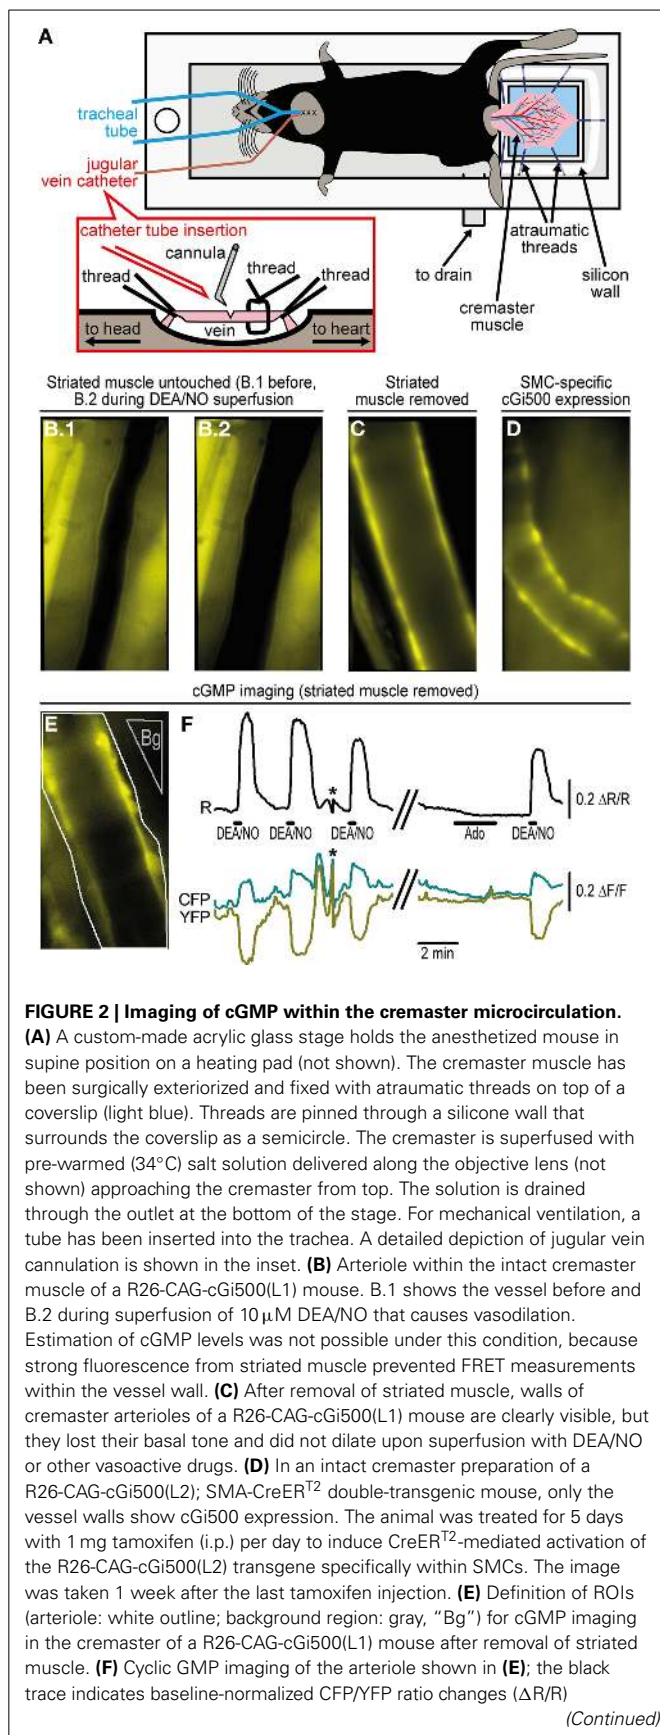 A
tracheal
tube
jugular
vein catheter
catheter tube insertion
cannula
thread
thread
thread
vein
to head
to heart
to drain
atraumatic
threads
silicon
wall
cremaster
muscle
Striated muscle untouched (B.1 before,
B.2 during DEA/NO superfusion
Striated
muscle removed
SMC-specific
cGi500 expression
B.1
B.2
C
D
cGMP imaging (striated muscle removed)
E
Bg
F
R
*
0.2 ΔR/R
DEA/NO
DEA/NO
DEA/NO
Ado
DEA/NO
*
CFP
YFP
0.2 ΔF/F
2 min
FIGURE 2 | Imaging of cGMP within the cremaster microcirculation.
(A) A custom-made acrylic glass stage holds the anesthetized mouse in
supine position on a heating pad (not shown). The cremaster muscle has
been surgically exteriorized and fixed with atraumatic threads on top of a
coverslip (light blue). Threads are pinned through a silicone wall that
surrounds the coverslip as a semicircle. The cremaster is superfused with
pre-warmed (34°C) salt solution delivered along the objective lens (not
shown) approaching the cremaster from top. The solution is drained
through the outlet at the bottom of the stage. For mechanical ventilation, a
tube has been inserted into the trachea. A detailed depiction of jugular vein
cannulation is shown in the inset. (B) Arteriole within the intact cremaster
muscle of a R26-CAG-cGi500(L1) mouse. B.1 shows the vessel before and
B.2 during superfusion of 10 μM DEA/NO that causes vasodilation.
Estimation of cGMP levels was not possible under this condition, because
strong fluorescence from striated muscle prevented FRET measurements
within the vessel wall. (C) After removal of striated muscle, walls of
cremaster arterioles of a R26-CAG-cGi500(L1) mouse are clearly visible, but
they lost their basal tone and did not dilate upon superfusion with DEA/NO
or other vasoactive drugs. (D) In an intact cremaster preparation of a
R26-CAG-cGi500(L2); SMA-CreERT2 double-transgenic mouse, only the
vessel walls show cGi500 expression. The animal was treated for 5 days
with 1 mg tamoxifen (i.p.) per day to induce CreERT2-mediated activation of
the R26-CAG-cGi500(L2) transgene specifically within SMCs. The image
was taken 1 week after the last tamoxifen injection. (E) Definition of ROIs
(arteriole: white outline; background region: gray, “Bg”) for cGMP imaging
in the cremaster of a R26-CAG-cGi500(L1) mouse after removal of striated
muscle. (F) Cyclic GMP imaging of the arteriole shown in (E); the black
trace indicates baseline-normalized CFP/YFP ratio changes (ΔR/R)
(Continued)